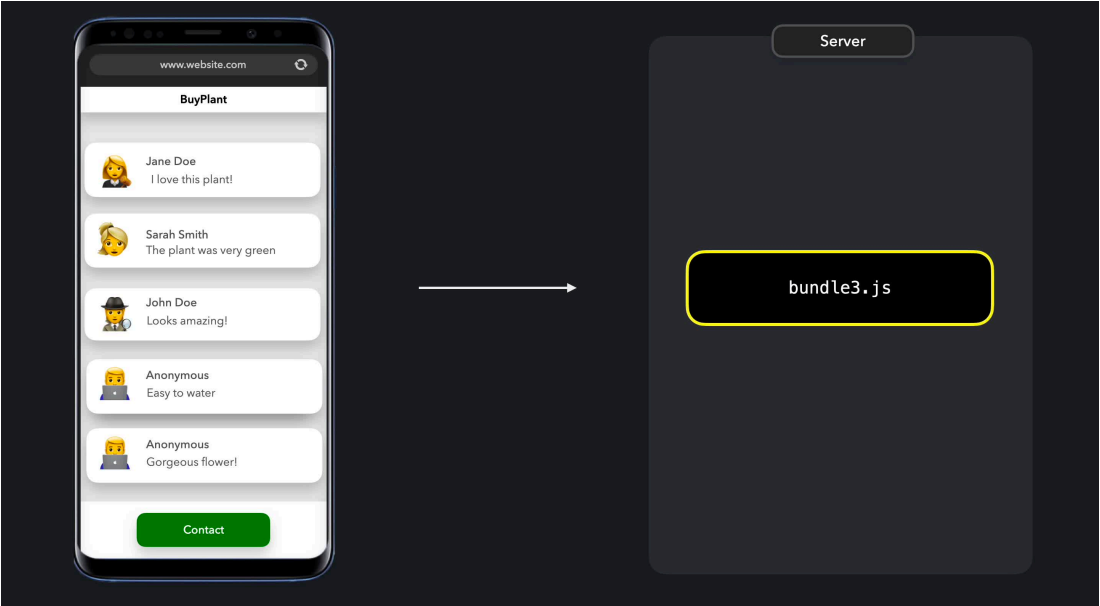 www.website.com
BuyPlant
Jane Doe
I love this plant!
Sarah Smith
The plant was very green
John Doe
Looks amazing!
Anonymous
Easy to water
Anonymous
Gorgeous flower!
Contact
Server
bundle3.js